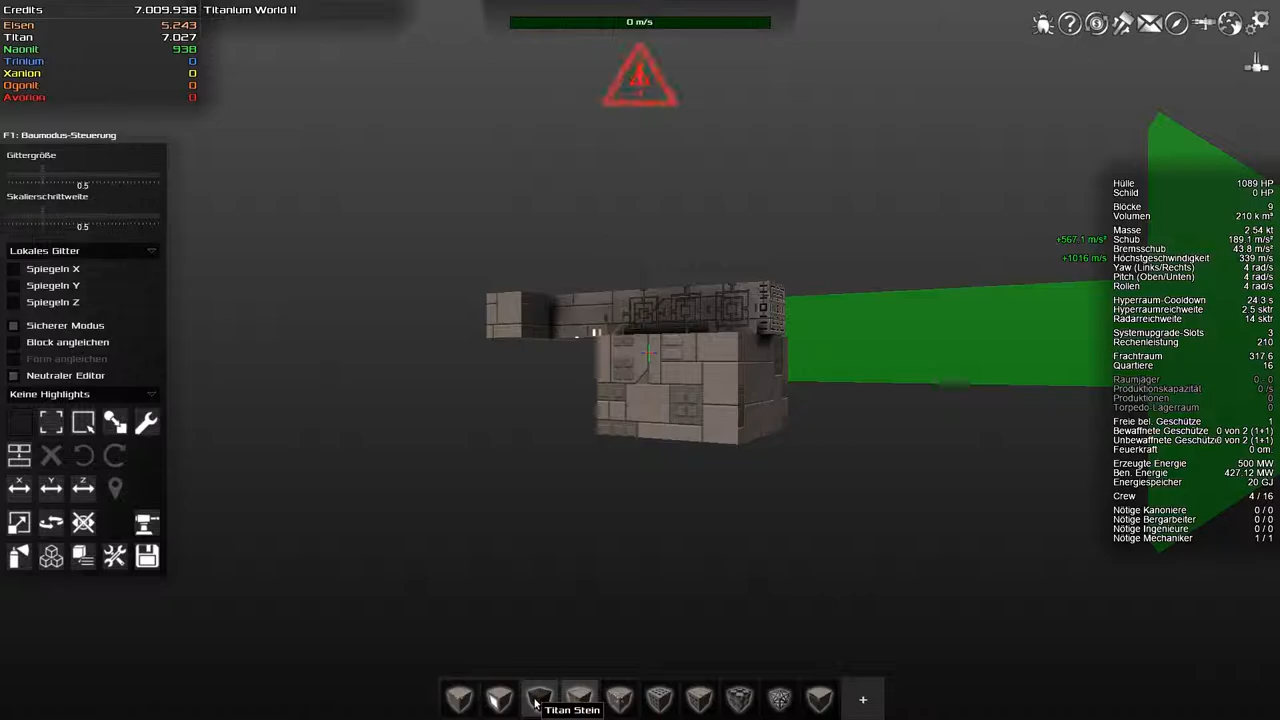 Credits 7.009.938
Titanium World II
Eisen 5.243
Titan 7.027
Naonit 938
Trinium 0
Xanion 0
Ogonit 0
Avorion 0
0 m/s
F1: Baumodus-Steuerung
Gittergröße
0.5
Skalierschrittweite
0.5
Lokales Gitter
Spiegeln X
Spiegeln Y
Spiegeln Z
Sicherer Modus
Block angleichen
Form angleichen
Neutraler Editor
Keine Highlights
X Y Z
Hülle 1089 HP
Schild 0 HP
Blöcke 9
Volumen 210 k m³
Masse 2.54 kt
+567.1 m/s² Schub 189.1 m/s²
Bremsschub 43.8 m/s²
+1016 m/s Höchstgeschwindigkeit 339 m/s
Yaw (Links/Rechts) 4 rad/s
Pitch (Oben/Unten) 4 rad/s
Rollen 4 rad/s
Hyperraum-Cooldown 24.3 s
Hyperraumreichweite 2.5 sktr
Radarreichweite 14 sktr
Systemupgrade-Slots 3
Rechenleistung 210
Frachtraum 317.6
Quartiere 16
Raumjäger 0 - 0
Produktionskapazität 0 /s
Produktionen 0
Torpedo-Lagerraum 0
Freie bel. Geschütze 1
Bewaffnete Geschütze 0 von 2 (1+1)
Unbewaffnete Geschütze 0 von 2 (1+1)
Feuerkraft 0 om.
Erzeugte Energie 500 MW
Ben. Energie 427.12 MW
Energiespeicher 20 GJ
Crew 4 / 16
Nötige Kanoniere 0 / 0
Nötige Bergarbeiter 0 / 0
Nötige Ingenieure 0 / 0
Nötige Mechaniker 1 / 1
Titan Stein